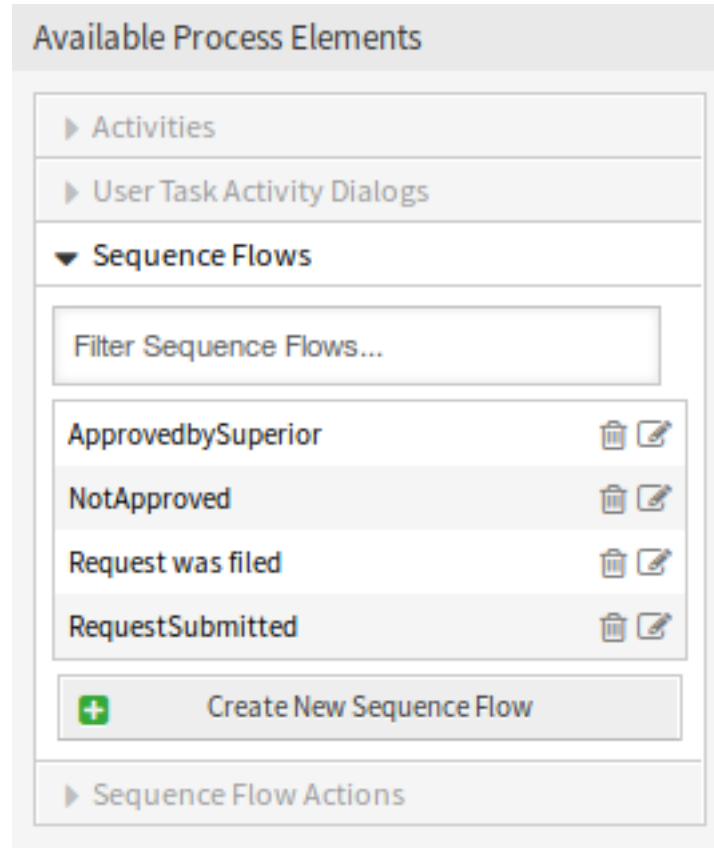 Available Process Elements
Activities
User Task Activity Dialogs
Sequence Flows
Filter Sequence Flows...
ApprovedbySuperior
NotApproved
Request was filed
RequestSubmitted
Create New Sequence Flow
Sequence Flow Actions